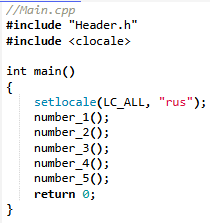 //Main.cpp
#include "Header.h"
#include <clocale>
int main()
{
setlocale(LC_ALL, "rus");
number_1();
number_2();
number_3();
number_4();
number_5();
return 0;
}